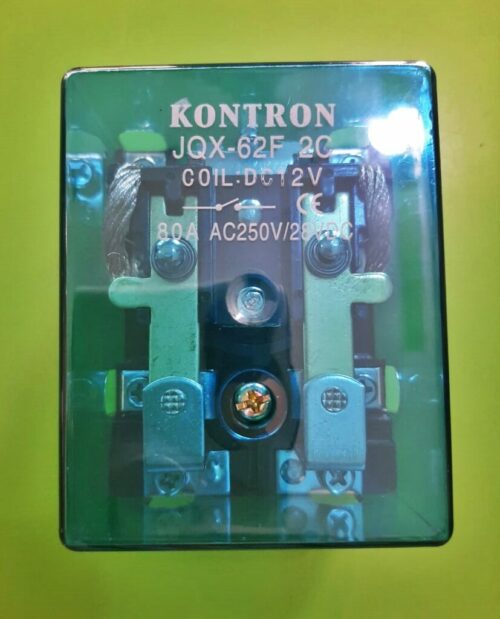 KONTRON
JQX-62F 2C
COIL-DC12V
CE
80A AC250V/28VDC